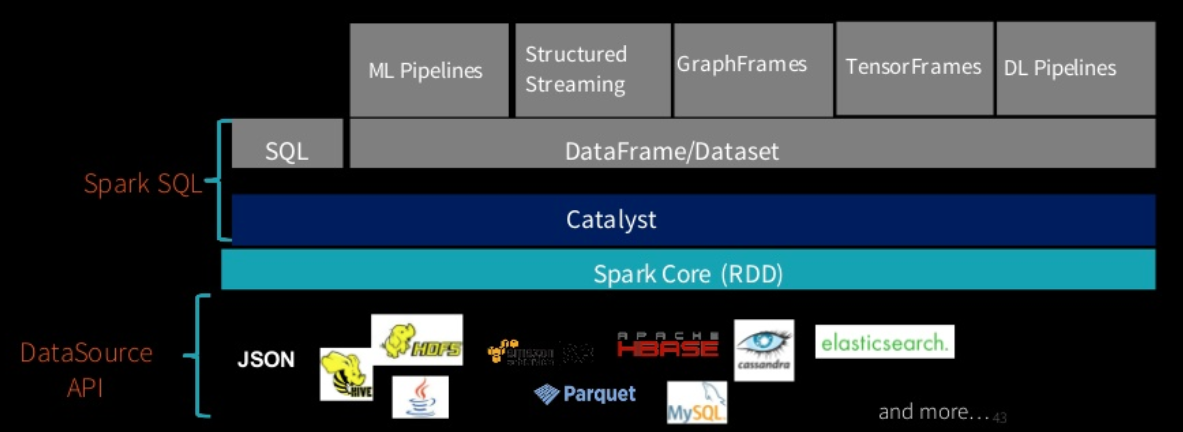 ML Pipelines
Structured
Streaming
GraphFrames
TensorFrames
DL Pipelines
SQL
DataFrame/Dataset
Spark SQL
Catalyst
Spark Core (RDD)
DataSource
API
JSON
HIVE
HDFS
amazon
APACHE
HBASE
cassandra
elasticsearch.
Parquet
MySQL
and more...
43